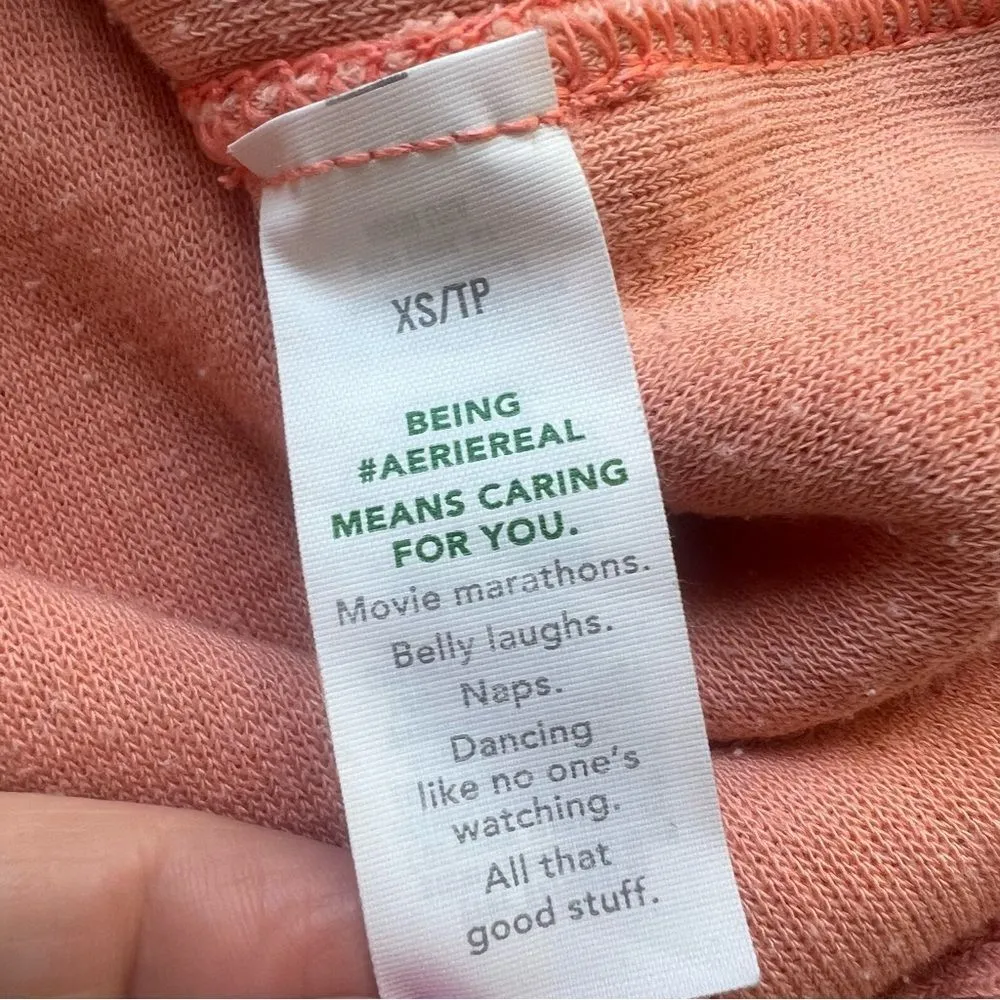 XS/TP
BEING
#AERIEREAL
MEANS CARING
FOR YOU.
Movie marathons.
Belly laughs.
Naps.
Dancing
like no one's
watching.
All that
good stuff.